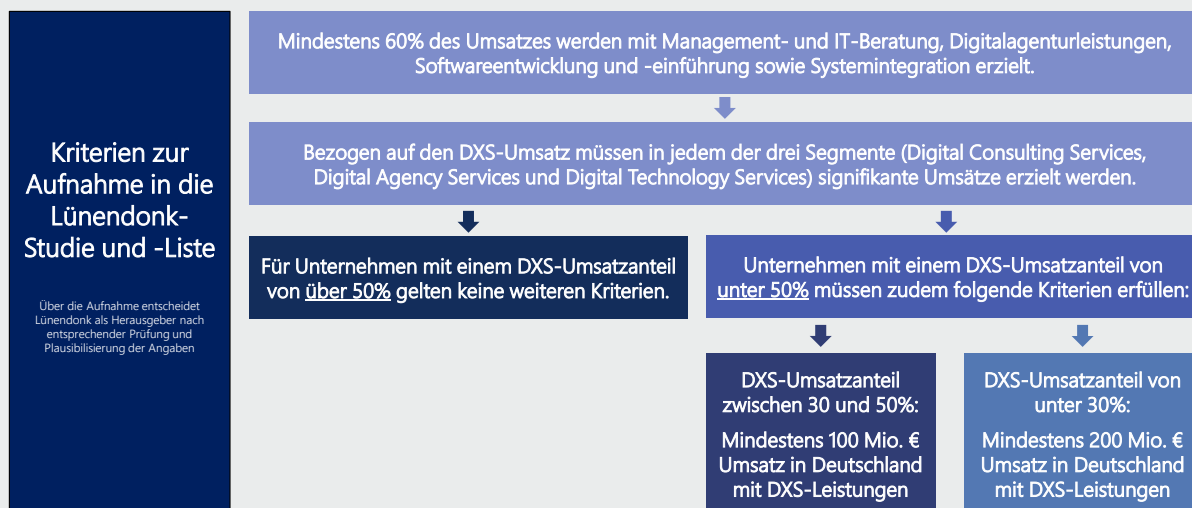 Kriterien zur
Aufnahme in die
Lünendonk-
Studie und -Liste
Über die Aufnahme entscheidet
Lünendonk als Herausgeber nach
entsprechender Prüfung und
Plausibilisierung der Angaben
Mindestens 60% des Umsatzes werden mit Management- und IT-Beratung, Digitalagenturleistungen,
Softwareentwicklung und -einführung sowie Systemintegration erzielt.
Bezogen auf den DXS-Umsatz müssen in jedem der drei Segmente (Digital Consulting Services,
Digital Agency Services und Digital Technology Services) signifikante Umsätze erzielt werden.
Für Unternehmen mit einem DXS-Umsatzanteil
von über 50% gelten keine weiteren Kriterien.
Unternehmen mit einem DXS-Umsatzanteil von
unter 50% müssen zudem folgende Kriterien erfüllen:
DXS-Umsatzanteil
zwischen 30 und 50%:
Mindestens 100 Mio. €
Umsatz in Deutschland
mit DXS-Leistungen
DXS-Umsatzanteil von
unter 30%:
Mindestens 200 Mio. €
Umsatz in Deutschland
mit DXS-Leistungen